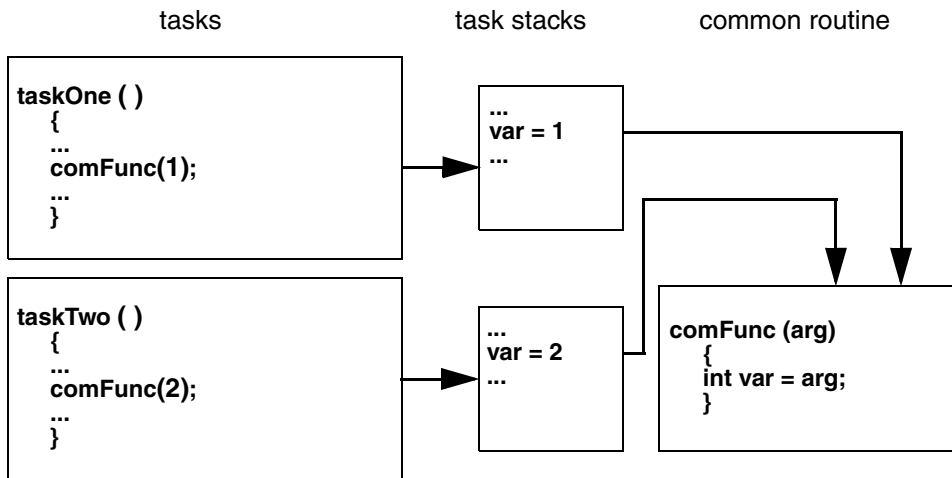 tasks
task stacks
common routine
taskOne ( )
{
...
comFunc(1);
...
}
...
var = 1
...
taskTwo ( )
{
...
comFunc(2);
...
}
...
var = 2
...
comFunc (arg)
{
int var = arg;
}